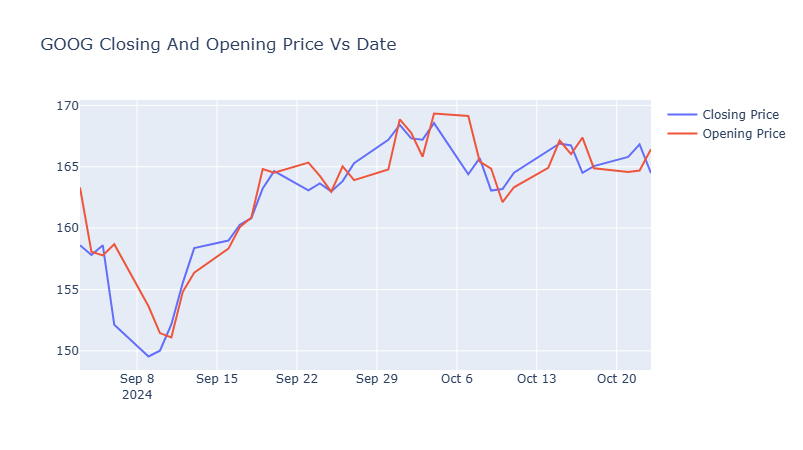 GOOG Closing And Opening Price Vs Date
Closing Price
Opening Price
170
165
160
155
150
Sep 8
2024
Sep 15
Sep 22
Sep 29
Oct 6
Oct 13
Oct 20